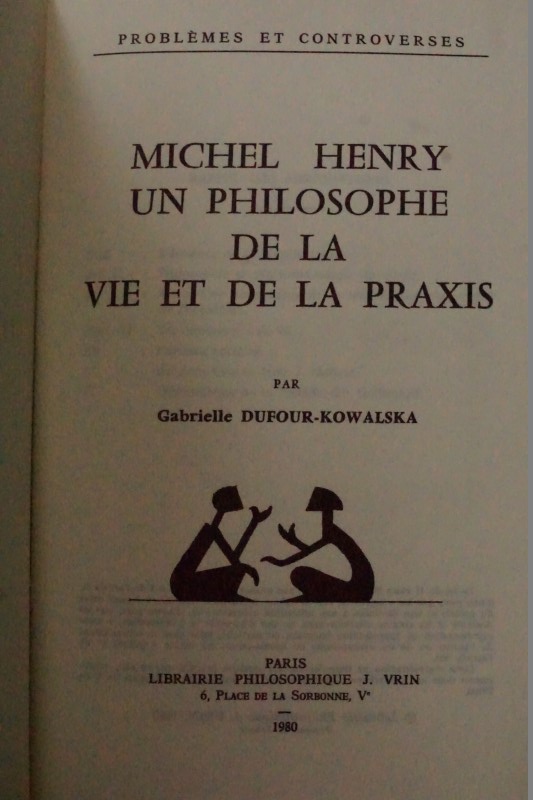 PROBLÈMES ET CONTROVERSES
MICHEL HENRY
UN PHILOSOPHE
DE LA
VIE ET DE LA PRAXIS
PAR
Gabrielle DUFOUR-KOWALSKA
PARIS
LIBRAIRIE PHILOSOPHIQUE J. VRIN
6, PLACE DE LA SORBONNE, Ve
—
1980